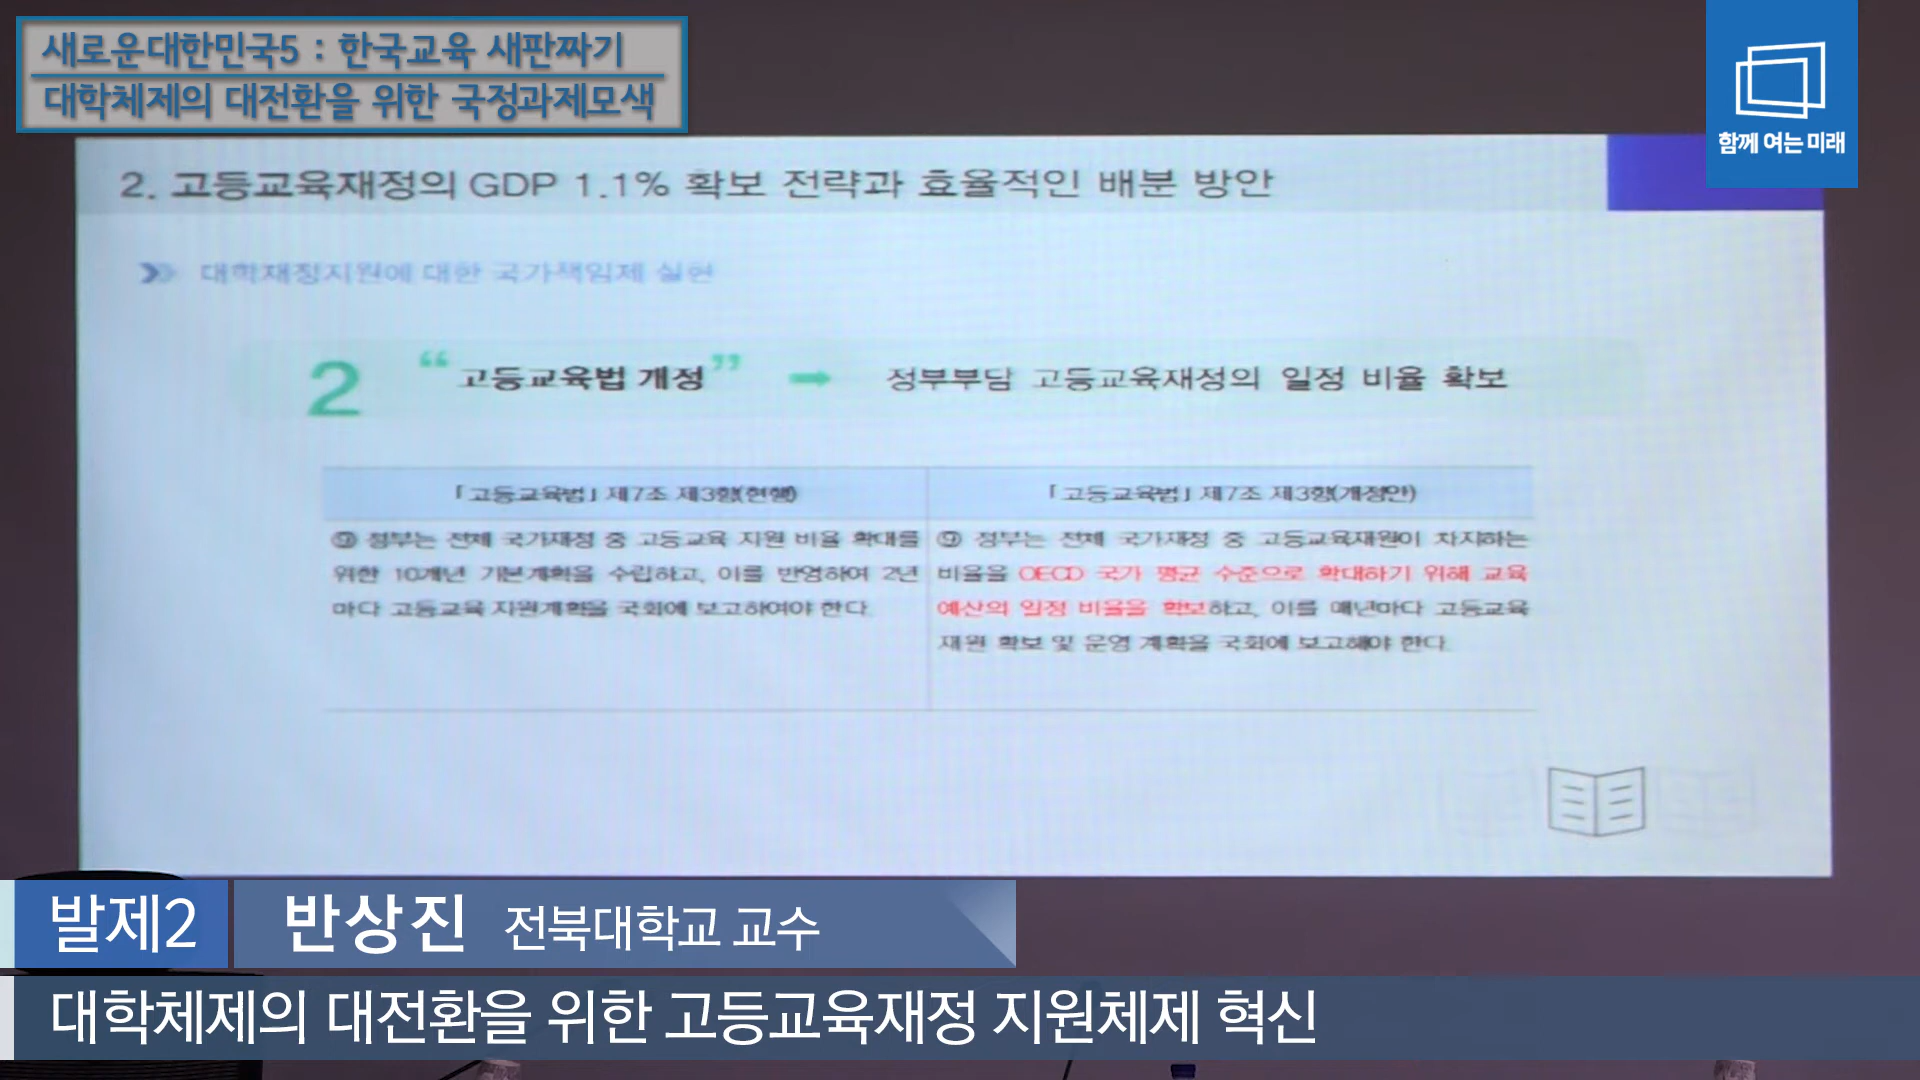 새로운대한민국5 : 한국교육 새판짜기
대학체제의 대전환을 위한 국정과제모색
함께 여는 미래
2. 고등교육재정의 GDP 1.1% 확보 전략과 효율적인 배분 방안
대학재정지원에 대한 국가책임제 실현
2 “고등교육법 개정” 정부부담 고등교육재정의 일정 비율 확보
「고등교육법」 제7조 제3항(현행)
③ 정부는 전체 국가재정 중 고등교육 지원 비율 확대를
위한 10개년 기본계획을 수립하고, 이를 반영하여 2년
마다 고등교육 지원계획을 국회에 보고하여야 한다.
「고등교육법」 제7조 제3항(개정안)
③ 정부는 전체 국가재정 중 고등교육재원이 차지하는
비율을 OECD 국가 평균 수준으로 확대하기 위해 교육
예산의 일정 비율을 확보하고, 이를 매년마다 고등교육
재원 확보 및 운영 계획을 국회에 보고해야 한다.
발제2 반상진 전북대학교 교수
대학체제의 대전환을 위한 고등교육재정 지원체제 혁신